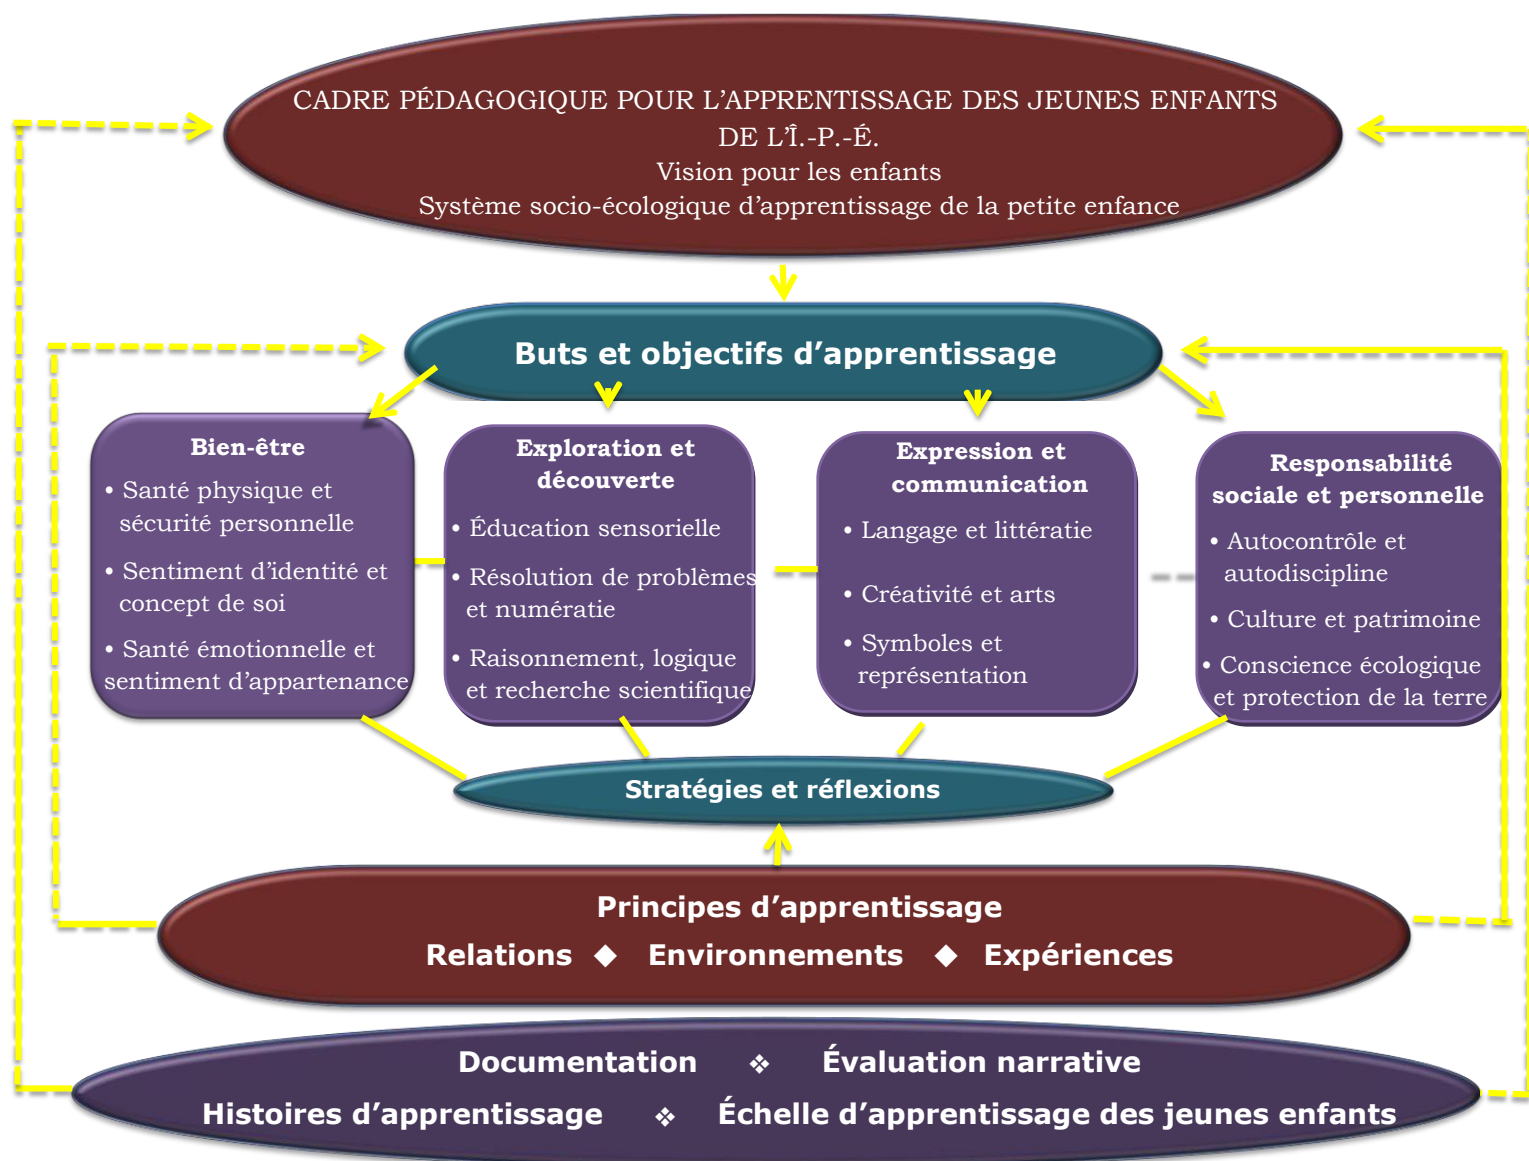 CADRE PÉDAGOGIQUE POUR L’APPRENTISSAGE DES JEUNES ENFANTS
DE L’Î.-P.-É.
Vision pour les enfants
Système socio-écologique d’apprentissage de la petite enfance
Buts et objectifs d’apprentissage
Bien-être
• Santé physique et
sécurité personnelle
• Sentiment d’identité et
concept de soi
• Santé émotionnelle et
sentiment d’appartenance
Exploration et
découverte
• Éducation sensorielle
• Résolution de problèmes
et numératie
• Raisonnement, logique
et recherche scientifique
Expression et
communication
• Langage et littératie
• Créativité et arts
• Symboles et
représentation
Responsabilité
sociale et personnelle
• Autocontrôle et
autodiscipline
• Culture et patrimoine
• Conscience écologique
et protection de la terre
Stratégies et réflexions
Principes d’apprentissage
Relations ◆ Environnements ◆ Expériences
Documentation ❖ Évaluation narrative
Histoires d’apprentissage ❖ Échelle d’apprentissage des jeunes enfants